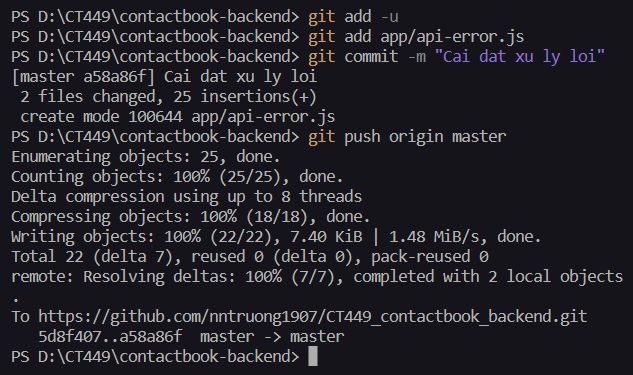 PS D:\CT449\contactbook-backend> git add -u
PS D:\CT449\contactbook-backend> git add app/api-error.js
PS D:\CT449\contactbook-backend> git commit -m "Cai dat xu ly loi"
[master a58a86f] Cai dat xu ly loi
 2 files changed, 25 insertions(+)
 create mode 100644 app/api-error.js
PS D:\CT449\contactbook-backend> git push origin master
Enumerating objects: 25, done.
Counting objects: 100% (25/25), done.
Delta compression using up to 8 threads
Compressing objects: 100% (18/18), done.
Writing objects: 100% (22/22), 7.40 KiB | 1.48 MiB/s, done.
Total 22 (delta 7), reused 0 (delta 0), pack-reused 0
remote: Resolving deltas: 100% (7/7), completed with 2 local objects
.
To https://github.com/nntruong1907/CT449_contactbook_backend.git
   5d8f407..a58a86f  master -> master
PS D:\CT449\contactbook-backend>